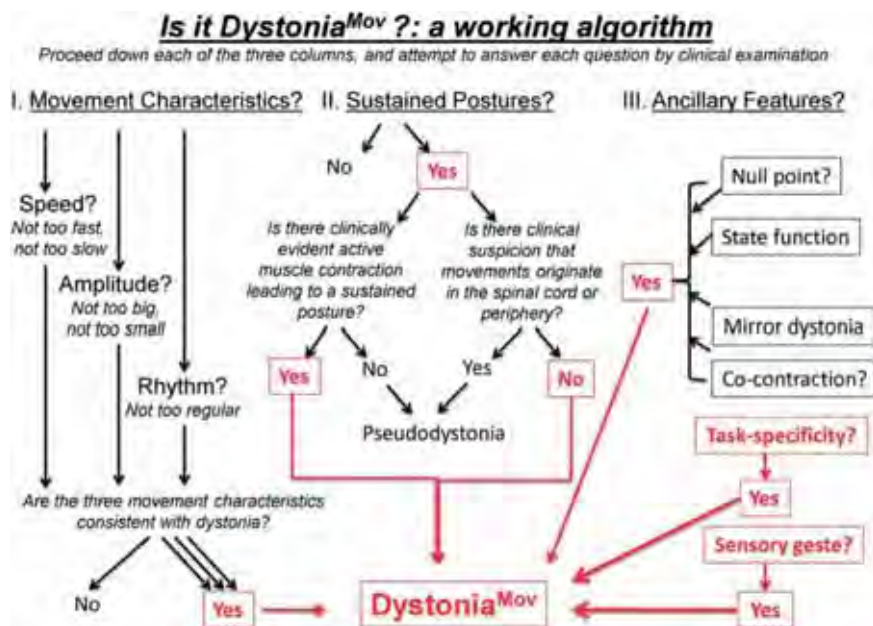 Is it Dystonia^Mov ?: a working algorithm
Proceed down each of the three columns, and attempt to answer each question by clinical examination
I. Movement Characteristics?
Speed?
Not too fast,
not too slow
Amplitude?
Not too big,
not too small
Rhythm?
Not too regular
Are the three movement characteristics
consistent with dystonia?
No
Yes
II. Sustained Postures?
No
Yes
Is there clinically
evident active
muscle contraction
leading to a sustained
posture?
Yes
No
Is there clinical
suspicion that
movements originate
in the spinal cord or
periphery?
Yes
No
Pseudodystonia
III. Ancillary Features?
Null point?
State function
Yes
Mirror dystonia
Co-contraction?
Task-specificity?
Yes
Sensory geste?
Yes
Dystonia^Mov